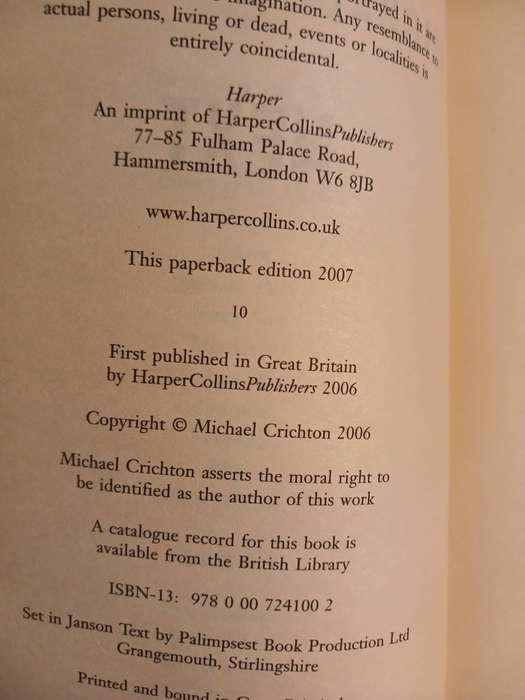 imagination. Any resemblance to
actual persons, living or dead, events or localities is
entirely coincidental.
Harper
An imprint of HarperCollinsPublishers
77–85 Fulham Palace Road,
Hammersmith, London W6 8JB
www.harpercollins.co.uk
This paperback edition 2007
10
First published in Great Britain
by HarperCollinsPublishers 2006
Copyright © Michael Crichton 2006
Michael Crichton asserts the moral right to
be identified as the author of this work
A catalogue record for this book is
available from the British Library
ISBN-13: 978 0 00 724100 2
Set in Janson Text by Palimpsest Book Production Ltd
Grangemouth, Stirlingshire
Printed and bound in